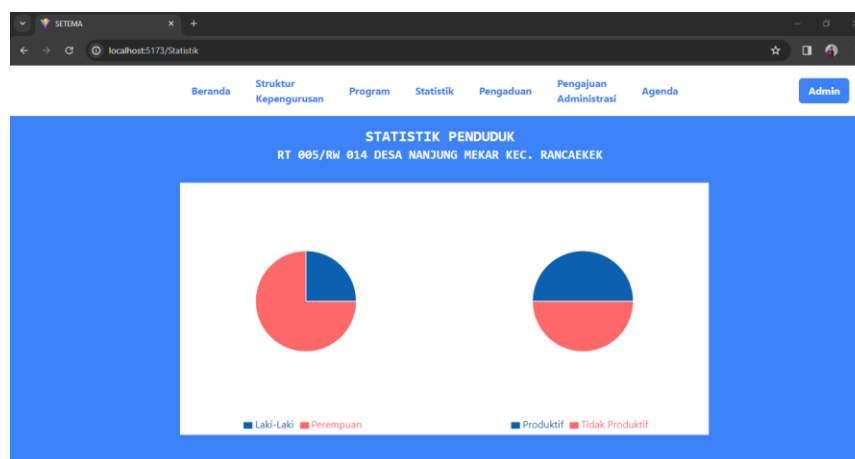 SETEMA
localhost:5173/Statistik
Beranda
Struktur
Kepengurusan
Program
Statistik
Pengaduan
Pengajuan
Administrasi
Agenda
Admin
STATISTIK PENDUDUK
RT 005/RW 014 DESA NANJUNG MEKAR KEC. RANCAEKEK
Laki-Laki Perempuan
Produktif Tidak Produktif